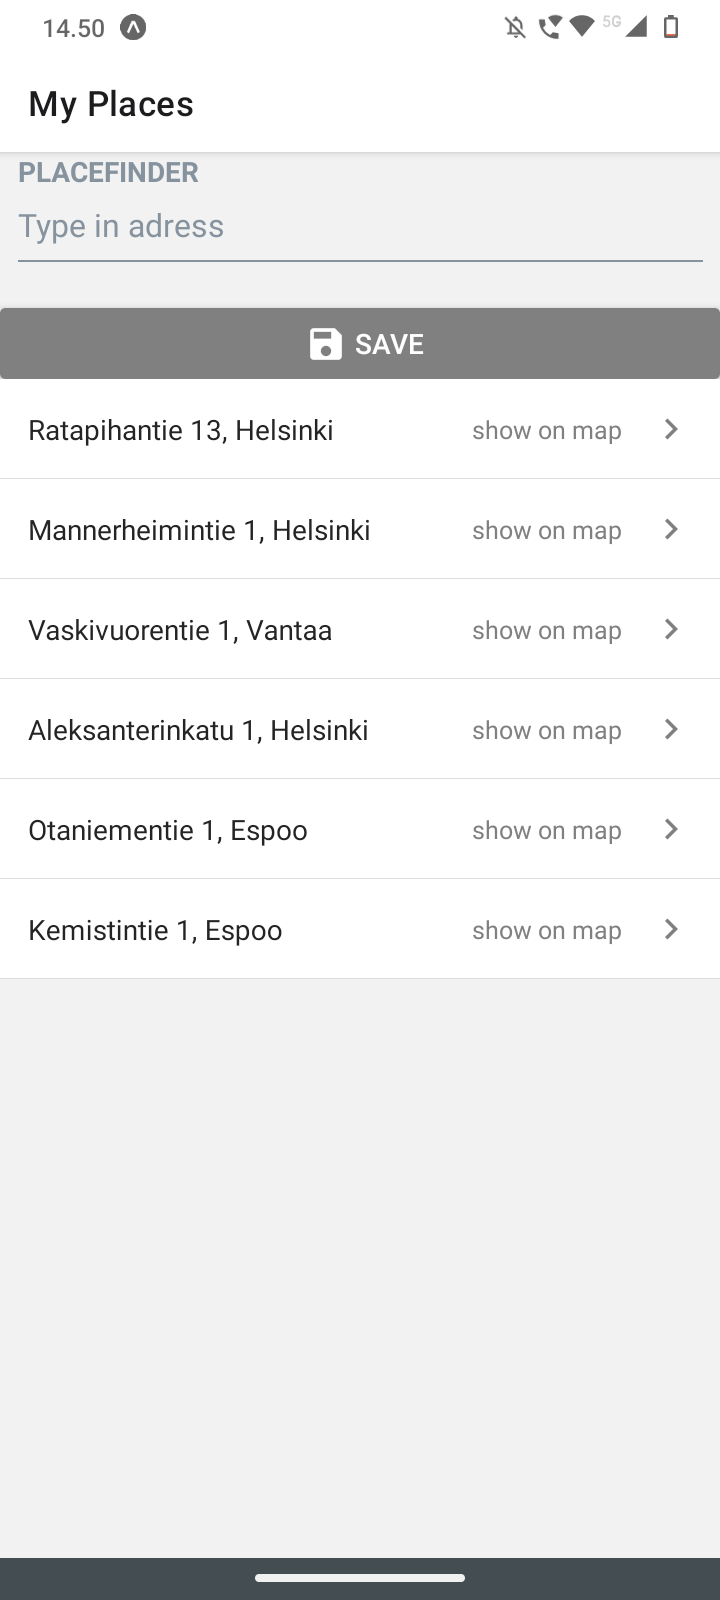 14.50
5G
My Places
PLACEFINDER
Type in adress
SAVE
Ratapihantie 13, Helsinki show on map
Mannerheimintie 1, Helsinki show on map
Vaskivuorentie 1, Vantaa show on map
Aleksanterinkatu 1, Helsinki show on map
Otaniementie 1, Espoo show on map
Kemistintie 1, Espoo show on map